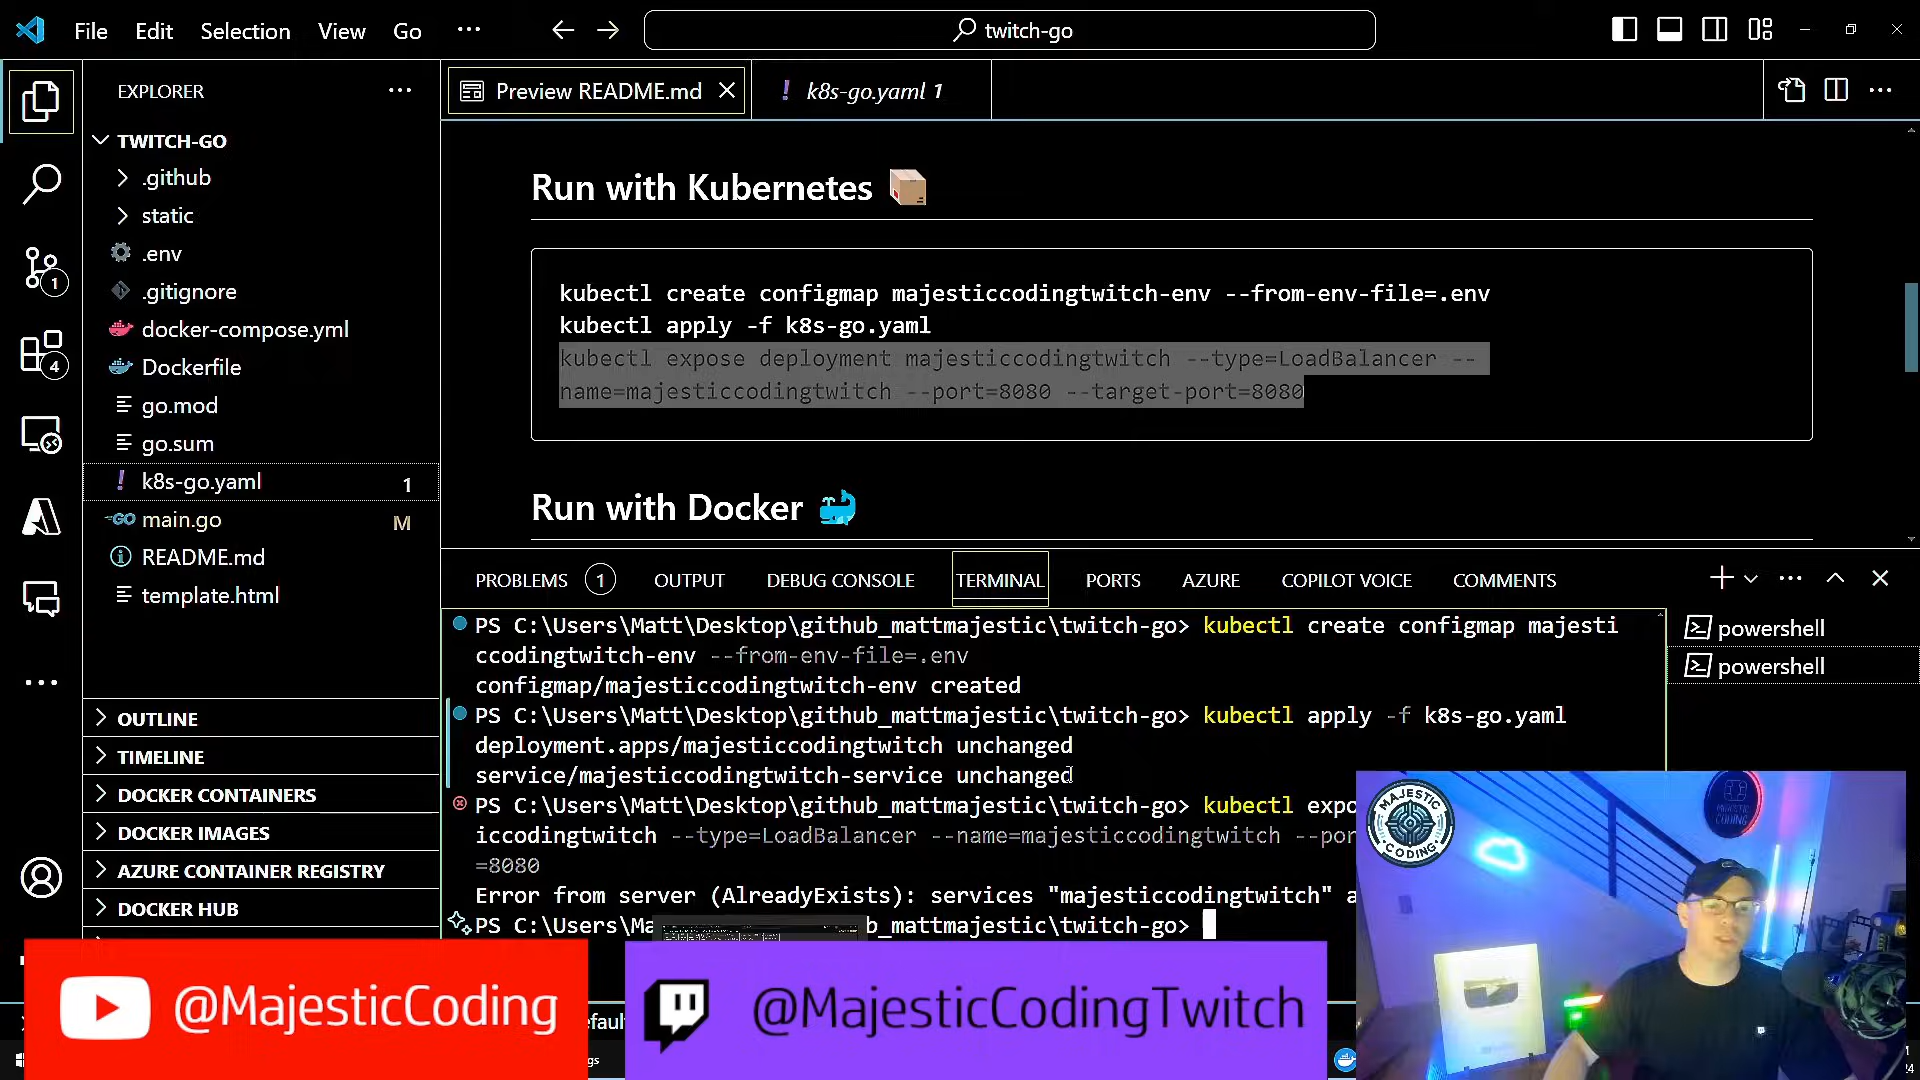 File Edit Selection View Go ... twitch-go
EXPLORER
Preview README.md
! k8s-go.yaml 1
TWITCH-GO
.github
static
.env
.gitignore
docker-compose.yml
Dockerfile
go.mod
go.sum
! k8s-go.yaml 1
GO main.go M
README.md
template.html
OUTLINE
TIMELINE
DOCKER CONTAINERS
DOCKER IMAGES
AZURE CONTAINER REGISTRY
DOCKER HUB
1
4
Run with Kubernetes
kubectl create configmap majesticcodingtwitch-env --from-env-file=.env
kubectl apply -f k8s-go.yaml
kubectl expose deployment majesticcodingtwitch --type=LoadBalancer --
name=majesticcodingtwitch --port=8080 --target-port=8080
Run with Docker
PROBLEMS 1 OUTPUT DEBUG CONSOLE TERMINAL PORTS AZURE COPILOT VOICE COMMENTS
PS C:\Users\Matt\Desktop\github_mattmajestic\twitch-go> kubectl create configmap majesti
ccodingtwitch-env --from-env-file=.env
configmap/majesticcodingtwitch-env created
PS C:\Users\Matt\Desktop\github_mattmajestic\twitch-go> kubectl apply -f k8s-go.yaml
deployment.apps/majesticcodingtwitch unchanged
service/majesticcodingtwitch-service unchanged
PS C:\Users\Matt\Desktop\github_mattmajestic\twitch-go> kubectl expo
iccodingtwitch --type=LoadBalancer --name=majesticcodingtwitch --por
=8080
Error from server (AlreadyExists): services "majesticcodingtwitch" a
PS C:\Users\Ma b_mattmajestic\twitch-go>
powershell
powershell
@MajesticCoding
@MajesticCodingTwitch
MAJESTIC
CODING